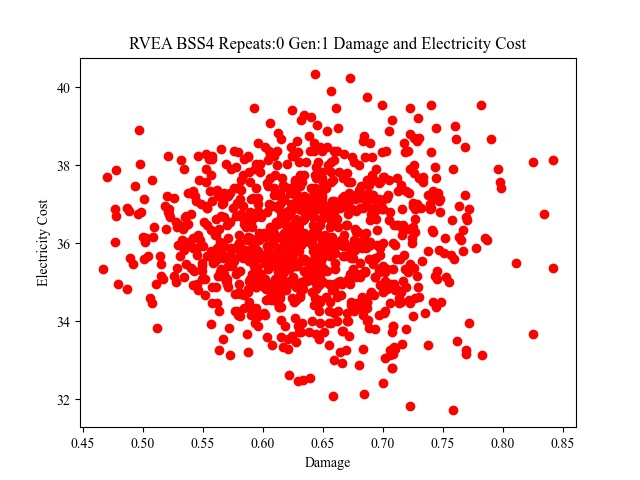 RVEA BSS4 Repeats:0 Gen:1 Damage and Electricity Cost
40
38
36
34
32
Electricity Cost
0.45 0.50 0.55 0.60 0.65 0.70 0.75 0.80 0.85
Damage